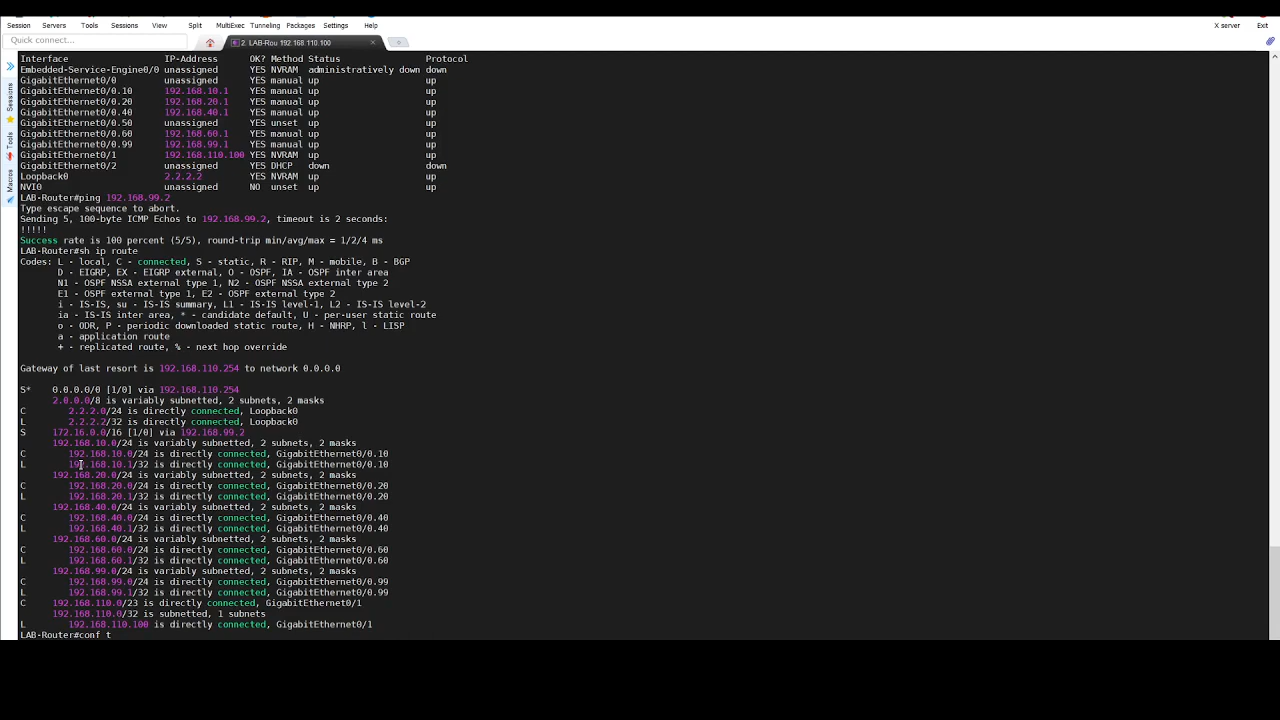 Session Servers Tools Sessions View Split MultiExec Tunneling Packages Settings Help X server
Quick connect... 2. LAB-Rou 192.168.110.100
Sessions
Tools
Macros
Interface IP-Address OK? Method Status Protocol
Embedded-Service-Engine0/0 unassigned YES NVRAM administratively down down
GigabitEthernet0/0 unassigned YES manual up up
GigabitEthernet0/0.10 192.168.10.1 YES manual up up
GigabitEthernet0/0.20 192.168.20.1 YES manual up up
GigabitEthernet0/0.40 192.168.40.1 YES manual up up
GigabitEthernet0/0.50 unassigned YES unset up up
GigabitEthernet0/0.60 192.168.60.1 YES manual up up
GigabitEthernet0/0.99 192.168.99.1 YES manual up up
GigabitEthernet0/1 192.168.110.100 YES NVRAM up up
GigabitEthernet0/2 unassigned YES DHCP down down
Loopback0 2.2.2.2 YES NVRAM up up
NVI0 unassigned NO unset up up
LAB-Router#ping 192.168.99.2
Type escape sequence to abort.
Sending 5, 100-byte ICMP Echos to 192.168.99.2, timeout is 2 seconds:
!!!!!
Success rate is 100 percent (5/5), round-trip min/avg/max = 1/2/4 ms
LAB-Router#sh ip route
Codes: L - local, C - connected, S - static, R - RIP, M - mobile, B - BGP
D - EIGRP, EX - EIGRP external, O - OSPF, IA - OSPF inter area
N1 - OSPF NSSA external type 1, N2 - OSPF NSSA external type 2
E1 - OSPF external type 1, E2 - OSPF external type 2
i - IS-IS, su - IS-IS summary, L1 - IS-IS level-1, L2 - IS-IS level-2
ia - IS-IS inter area, * - candidate default, U - per-user static route
o - ODR, P - periodic downloaded static route, H - NHRP, l - LISP
a - application route
+ - replicated route, % - next hop override
Gateway of last resort is 192.168.110.254 to network 0.0.0.0
S* 0.0.0.0/0 [1/0] via 192.168.110.254
2.0.0.0/8 is variably subnetted, 2 subnets, 2 masks
C 2.2.2.0/24 is directly connected, Loopback0
L 2.2.2.2/32 is directly connected, Loopback0
S 172.16.0.0/16 [1/0] via 192.168.99.2
192.168.10.0/24 is variably subnetted, 2 subnets, 2 masks
C 192.168.10.0/24 is directly connected, GigabitEthernet0/0.10
L 192.168.10.1/32 is directly connected, GigabitEthernet0/0.10
192.168.20.0/24 is variably subnetted, 2 subnets, 2 masks
C 192.168.20.0/24 is directly connected, GigabitEthernet0/0.20
L 192.168.20.1/32 is directly connected, GigabitEthernet0/0.20
192.168.40.0/24 is variably subnetted, 2 subnets, 2 masks
C 192.168.40.0/24 is directly connected, GigabitEthernet0/0.40
L 192.168.40.1/32 is directly connected, GigabitEthernet0/0.40
192.168.60.0/24 is variably subnetted, 2 subnets, 2 masks
C 192.168.60.0/24 is directly connected, GigabitEthernet0/0.60
L 192.168.60.1/32 is directly connected, GigabitEthernet0/0.60
192.168.99.0/24 is variably subnetted, 2 subnets, 2 masks
C 192.168.99.0/24 is directly connected, GigabitEthernet0/0.99
L 192.168.99.1/32 is directly connected, GigabitEthernet0/0.99
C 192.168.110.0/23 is directly connected, GigabitEthernet0/1
192.168.110.0/32 is subnetted, 1 subnets
L 192.168.110.100 is directly connected, GigabitEthernet0/1
LAB-Router#conf t